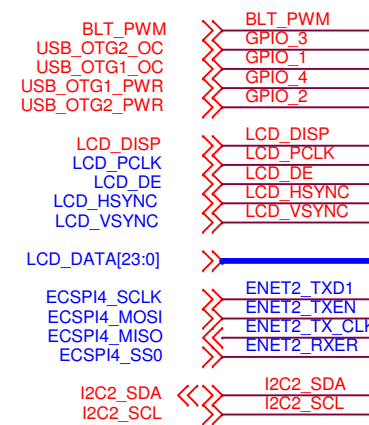 BLT_PWM BLT_PWM
USB_OTG2_OC GPIO_3
USB_OTG1_OC GPIO_1
USB_OTG1_PWR GPIO_4
USB_OTG2_PWR GPIO_2
LCD_DISP LCD_DISP
LCD_PCLK LCD_PCLK
LCD_DE LCD_DE
LCD_HSYNC LCD_HSYNC
LCD_VSYNC LCD_VSYNC
LCD_DATA[23:0]
ECSPI4_SCLK ENET2_TXD1
ECSPI4_MOSI ENET2_TXEN
ECSPI4_MISO ENET2_TX_CLK
ECSPI4_SS0 ENET2_RXER
I2C2_SDA I2C2_SDA
I2C2_SCL I2C2_SCL